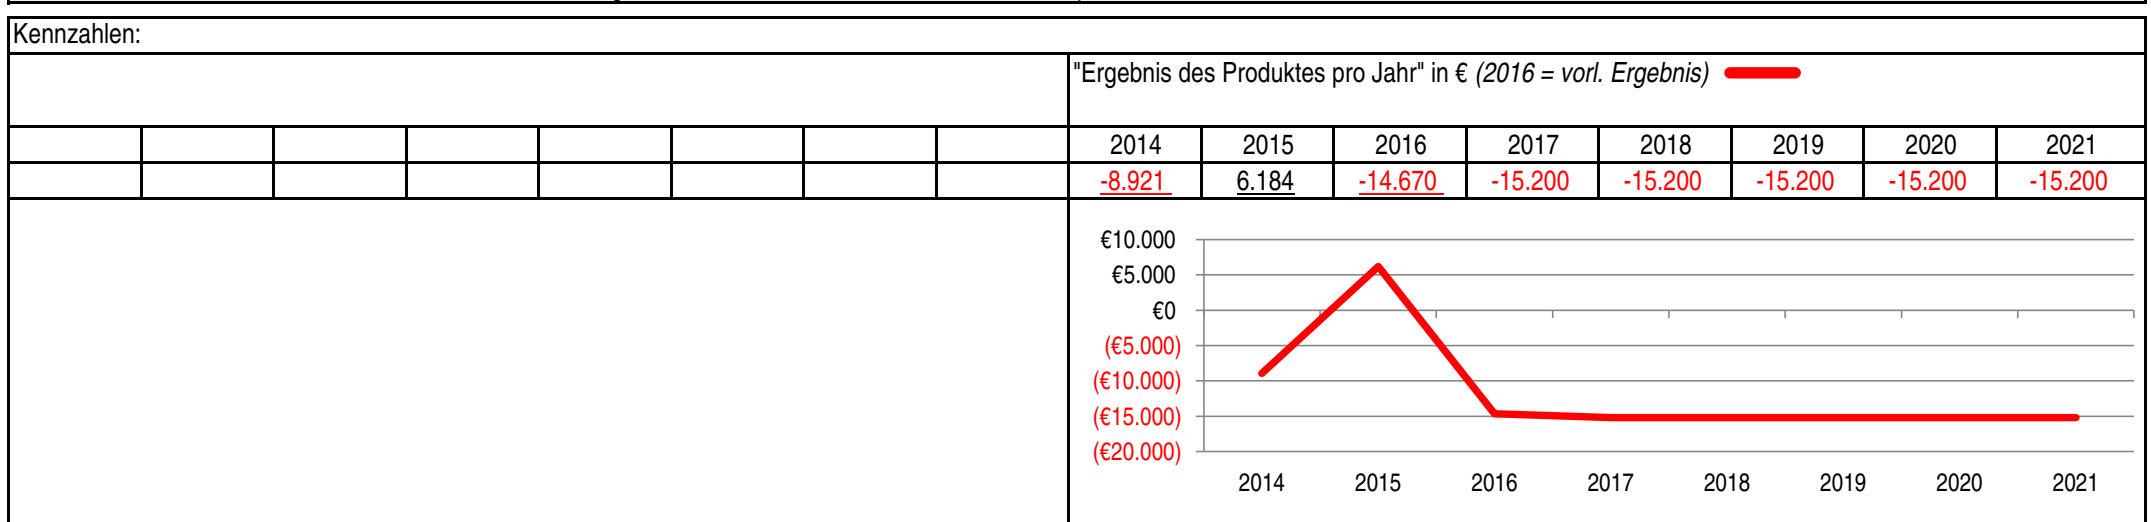 Kennzahlen:
"Ergebnis des Produktes pro Jahr" in € (2016 = vorl. Ergebnis)
2014 2015 2016 2017 2018 2019 2020 2021
-8.921 6.184 -14.670 -15.200 -15.200 -15.200 -15.200 -15.200
€10.000
€5.000
€0
(€5.000)
(€10.000)
(€15.000)
(€20.000)
2014 2015 2016 2017 2018 2019 2020 2021